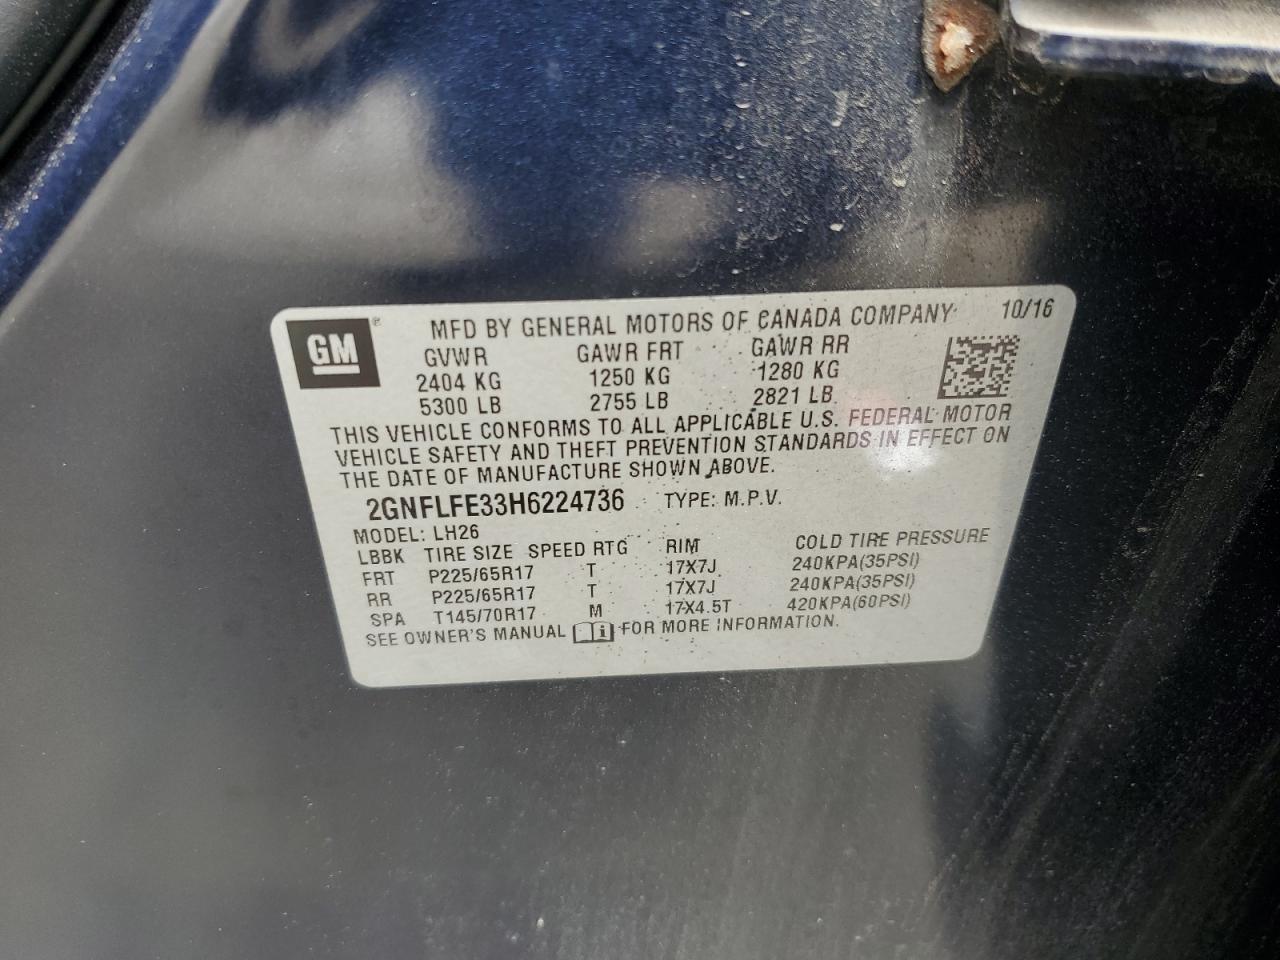 GM® MFD BY GENERAL MOTORS OF CANADA COMPANY 10/16
GVWR GAWR FRT GAWR RR
2404 KG 1250 KG 1280 KG
5300 LB 2755 LB 2821 LB
THIS VEHICLE CONFORMS TO ALL APPLICABLE U.S. FEDERAL MOTOR
VEHICLE SAFETY AND THEFT PREVENTION STANDARDS IN EFFECT ON
THE DATE OF MANUFACTURE SHOWN ABOVE.
2GNFLFE33H6224736 TYPE: M.P.V.
MODEL: LH26
LBBK TIRE SIZE SPEED RTG RIM COLD TIRE PRESSURE
FRT P225/65R17 T 17X7J 240KPA(35PSI)
RR P225/65R17 T 17X7J 240KPA(35PSI)
SPA T145/70R17 M 17X4.5T 420KPA(60PSI)
SEE OWNER'S MANUAL i FOR MORE INFORMATION.